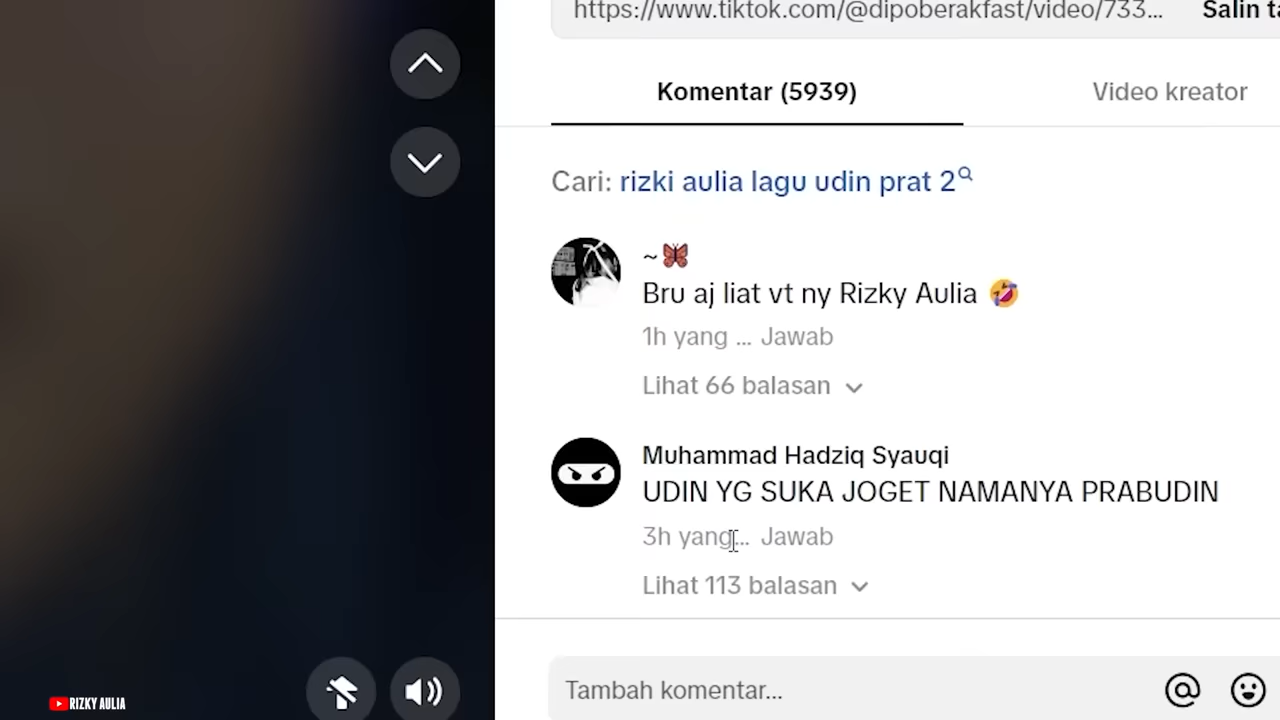 https://www.tiktok.com/@dipoberakfast/video/733... Salin
Komentar (5939)
Video kreator
Cari: rizki aulia lagu udin prat 2
~🦋
Bru aj liat vt ny Rizky Aulia 🤣
1h yang ... Jawab
Lihat 66 balasan
Muhammad Hadziq Syauqi
UDIN YG SUKA JOGET NAMANYA PRABUDIN
3h yang... Jawab
Lihat 113 balasan
Tambah komentar...
RIZKY AULIA